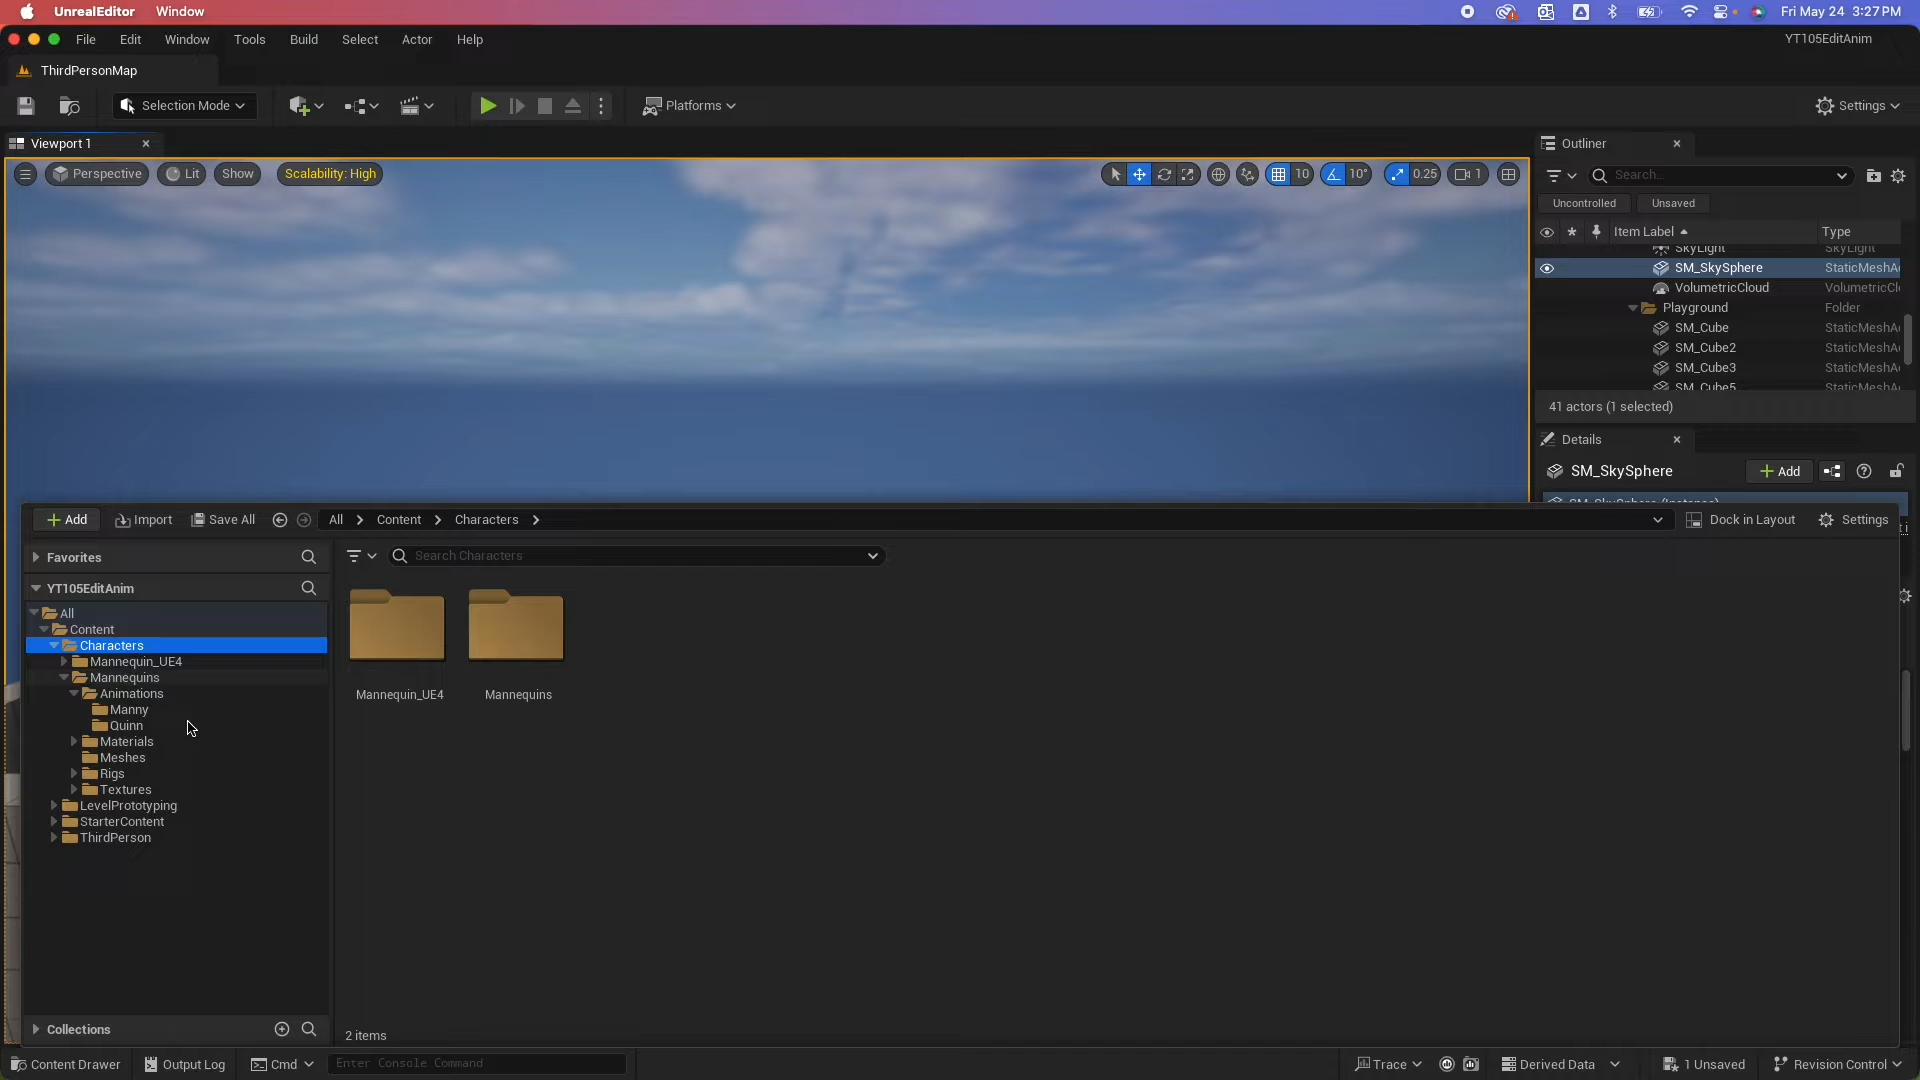 UnrealEditor Window Fri May 24 3:27 PM
File Edit Window Tools Build Select Actor Help YT105EditAnim
ThirdPersonMap
Selection Mode Platforms Settings
Viewport 1
Perspective Lit Show Scalability: High 10 10° 0.25 1
Outliner
Search...
Uncontrolled Unsaved
Item Label Type
SkyLight SkyLight
SM_SkySphere StaticMeshA
VolumetricCloud VolumetricCl
Playground Folder
SM_Cube StaticMeshA
SM_Cube2 StaticMeshA
SM_Cube3 StaticMeshA
SM_Cube5 StaticMeshA
41 actors (1 selected)
Details
SM_SkySphere Add
SM_SkySphere (Instance)
Add Import Save All All Content Characters Dock in Layout Settings
Favorites
Search Characters
YT105EditAnim
All
Content
Characters
Mannequin_UE4
Mannequins
Animations
Manny
Quinn
Materials
Meshes
Rigs
Textures
LevelPrototyping
StarterContent
ThirdPerson
Mannequin_UE4 Mannequins
Collections
2 items
Content Drawer Output Log Cmd Enter Console Command Trace Derived Data 1 Unsaved Revision Control